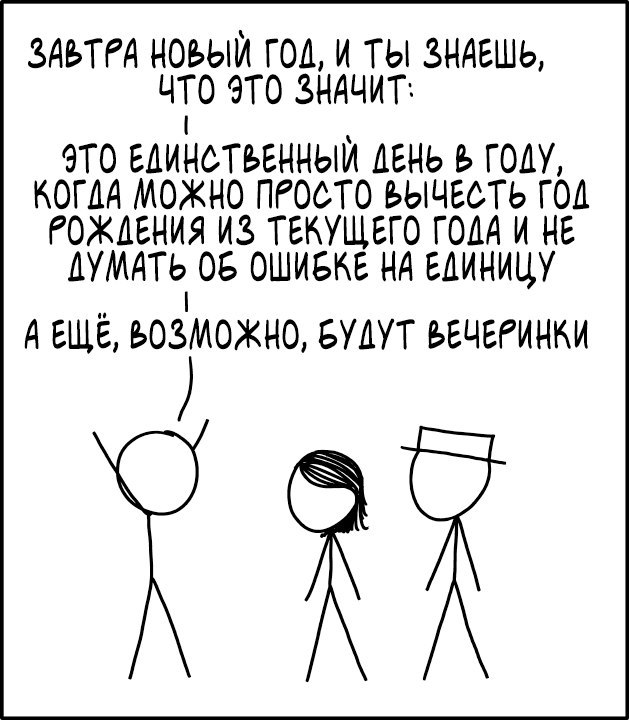 ЗАВТРА НОВЫЙ ГОД, И ТЫ ЗНАЕШЬ,
ЧТО ЭТО ЗНАЧИТ:
ЭТО ЕДИНСТВЕННЫЙ ДЕНЬ В ГОДУ,
КОГДА МОЖНО ПРОСТО ВЫЧЕСТЬ ГОД
РОЖДЕНИЯ ИЗ ТЕКУЩЕГО ГОДА И НЕ
ДУМАТЬ ОБ ОШИБКЕ НА ЕДИНИЦУ
А ЕЩЁ, ВОЗМОЖНО, БУДУТ ВЕЧЕРИНКИ